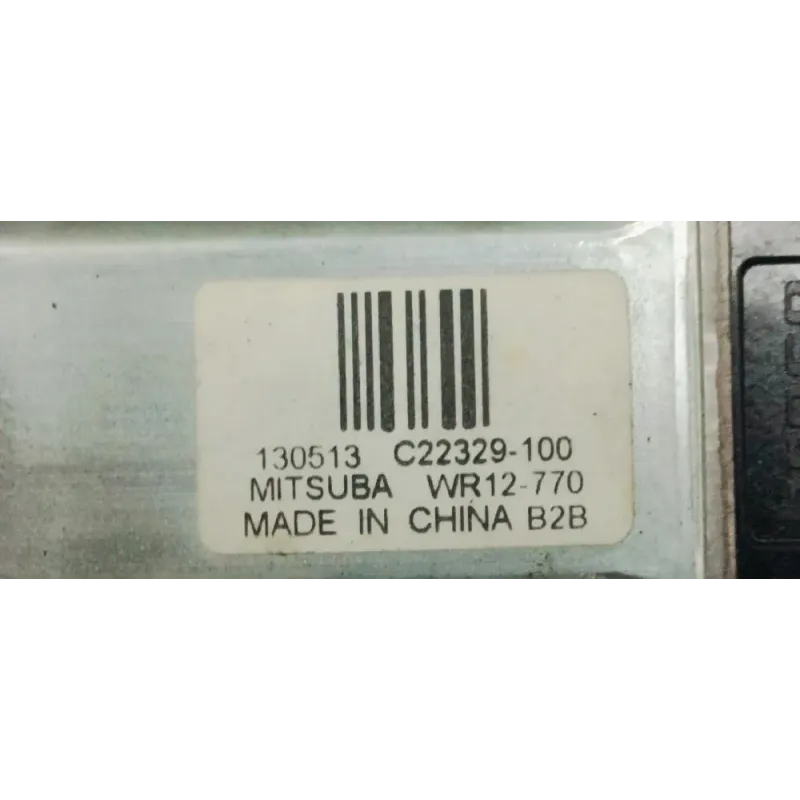 130513 C22329-100
MITSUBA WR12-770
MADE IN CHINA B2B